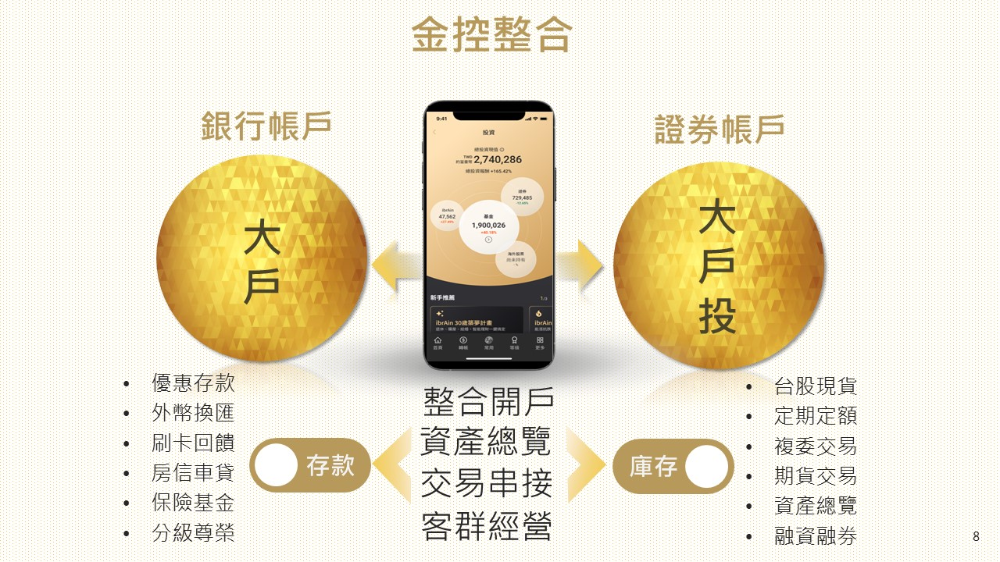 金控整合
銀行帳戶
大戶
優惠存款
外幣換匯
刷卡回饋
房信車貸
保險基金
分級尊榮
存款
9:41
投資
總投資現值
TWD
約當臺幣 2,740,286
總投資報酬 +165.42%
證券
729,485
ibrAin
47,562
+27.49%
基金
1,900,026
+40.18%
海外股票
尚未持有
- %
新手推薦
1/3
ibrAin 30歲築夢計畫
ibrAin
首頁
轉帳
常用
等級
更多
整合開戶
資產總覽
交易串接
客群經營
證券帳戶
大戶投
庫存
台股現貨
定期定額
複委交易
期貨交易
資產總覽
融資融券
8